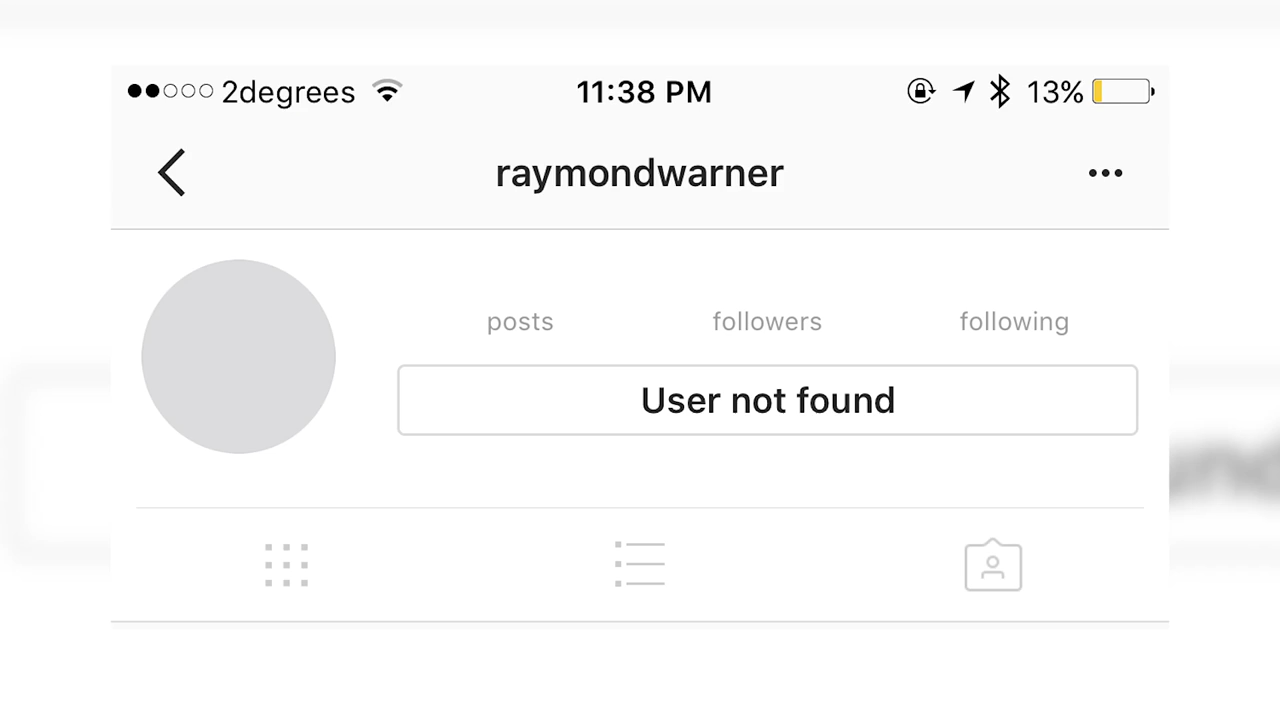 2degrees 11:38 PM 13%
raymondwarner
posts followers following
User not found